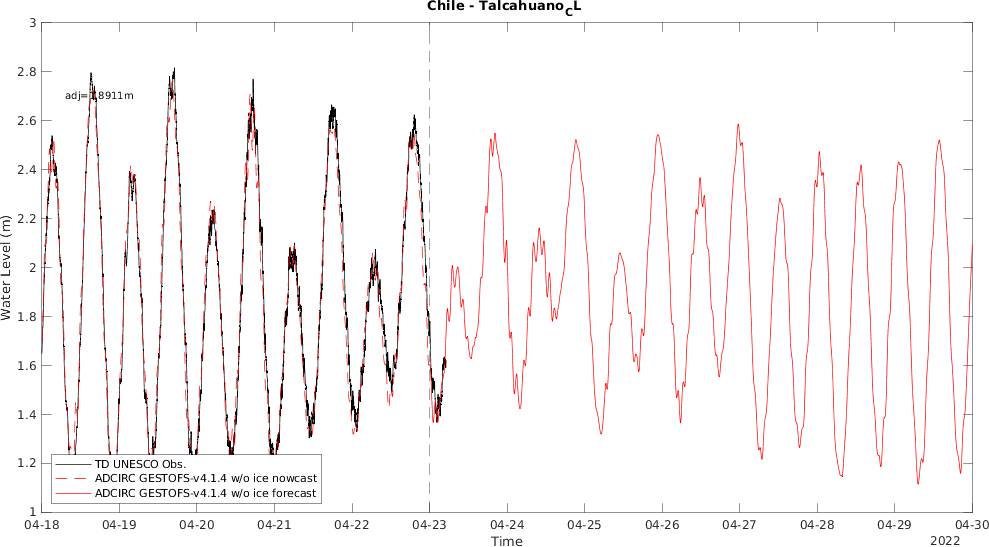 Chile - Talcahuano_CL
3
2.8
adj=1.8911m
2.6
2.4
2.2
2
1.8
1.6
1.4
1.2
1
Water Level (m)
TD UNESCO Obs.
ADCIRC GESTOFS-v4.1.4 w/o ice nowcast
ADCIRC GESTOFS-v4.1.4 w/o ice forecast
04-18 04-19 04-20 04-21 04-22 04-23 04-24 04-25 04-26 04-27 04-28 04-29 04-30
Time
2022